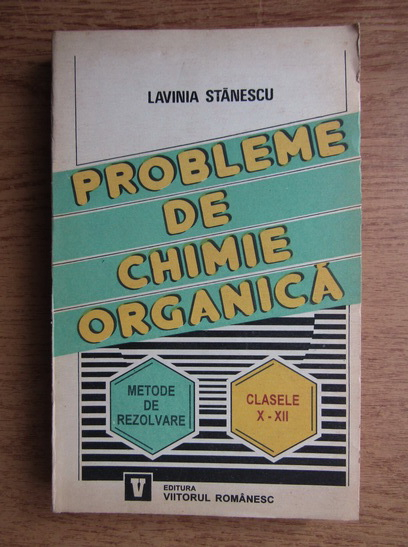 LAVINIA STĂNESCU
PROBLEME
DE
CHIMIE
ORGANICĂ
METODE
DE
REZOLVARE
CLASELE
X - XII
V
EDITURA
VIITORUL ROMÂNESC